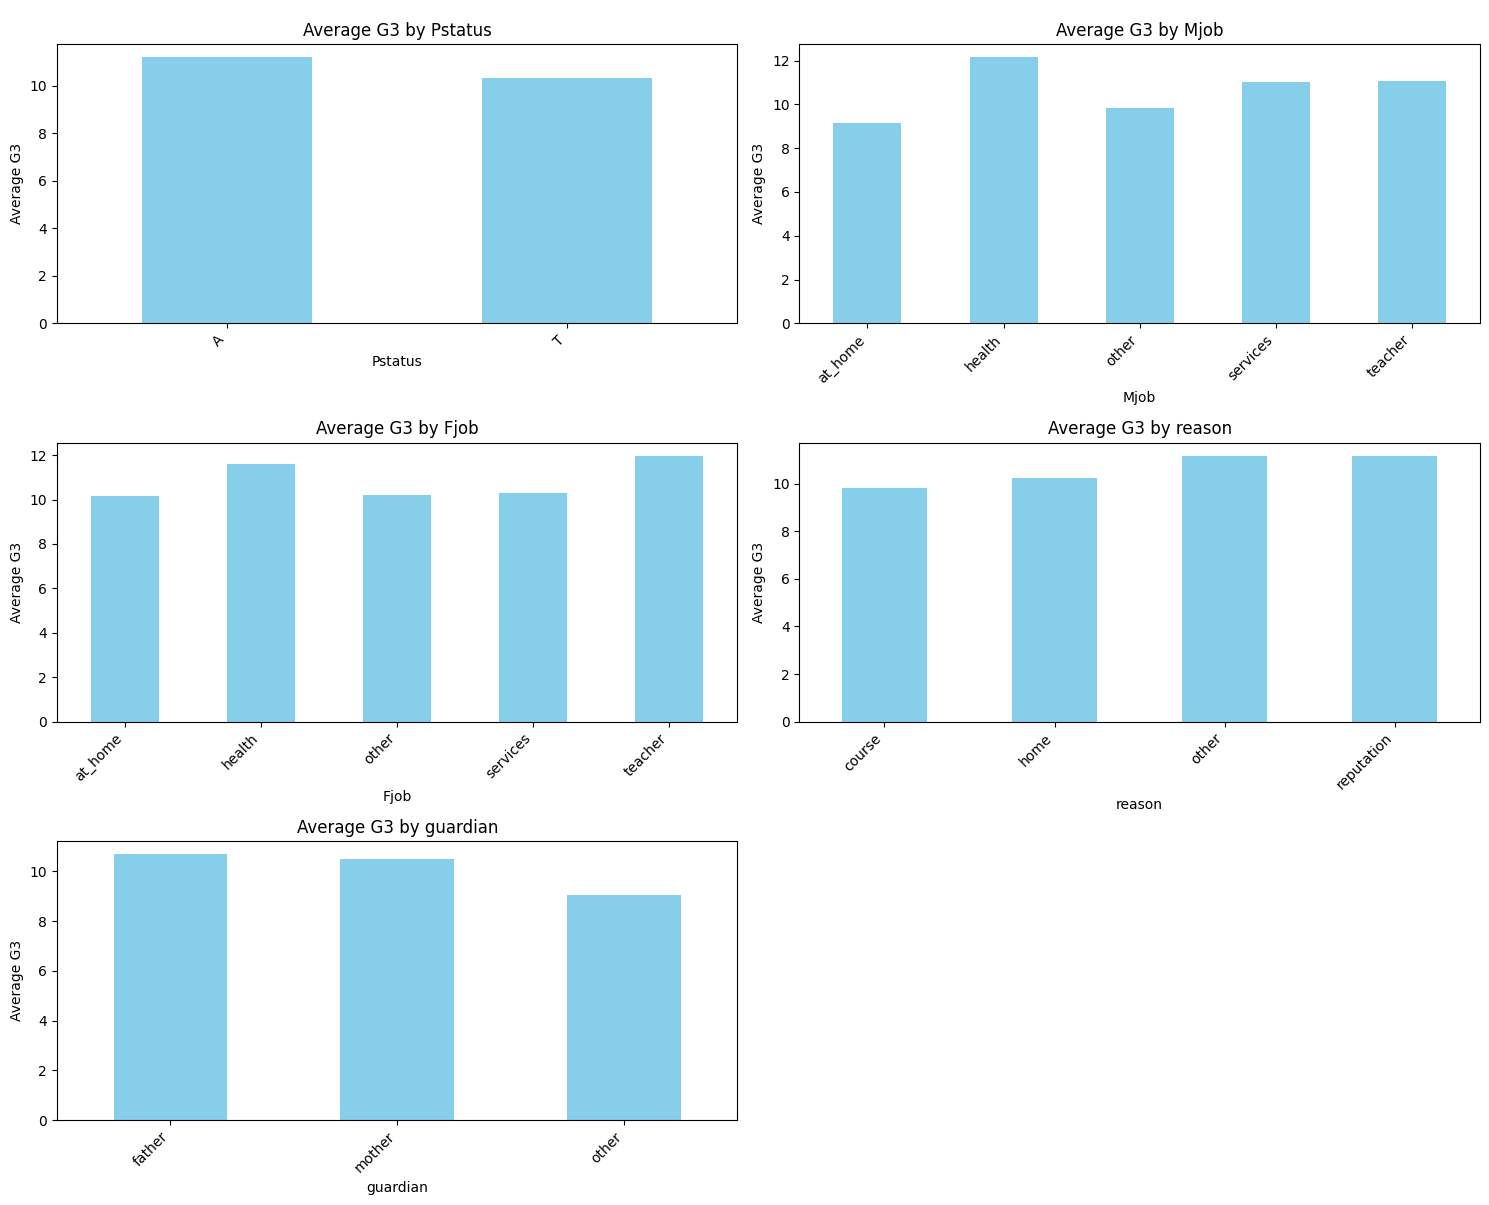 Average G3 by Pstatus
Average G3
10
8
6
4
2
0
A
T
Pstatus
Average G3 by Mjob
Average G3
12
10
8
6
4
2
0
at_home
health
other
services
teacher
Mjob
Average G3 by Fjob
Average G3
12
10
8
6
4
2
0
at_home
health
other
services
teacher
Fjob
Average G3 by reason
Average G3
10
8
6
4
2
0
course
home
other
reputation
reason
Average G3 by guardian
Average G3
10
8
6
4
2
0
father
mother
other
guardian